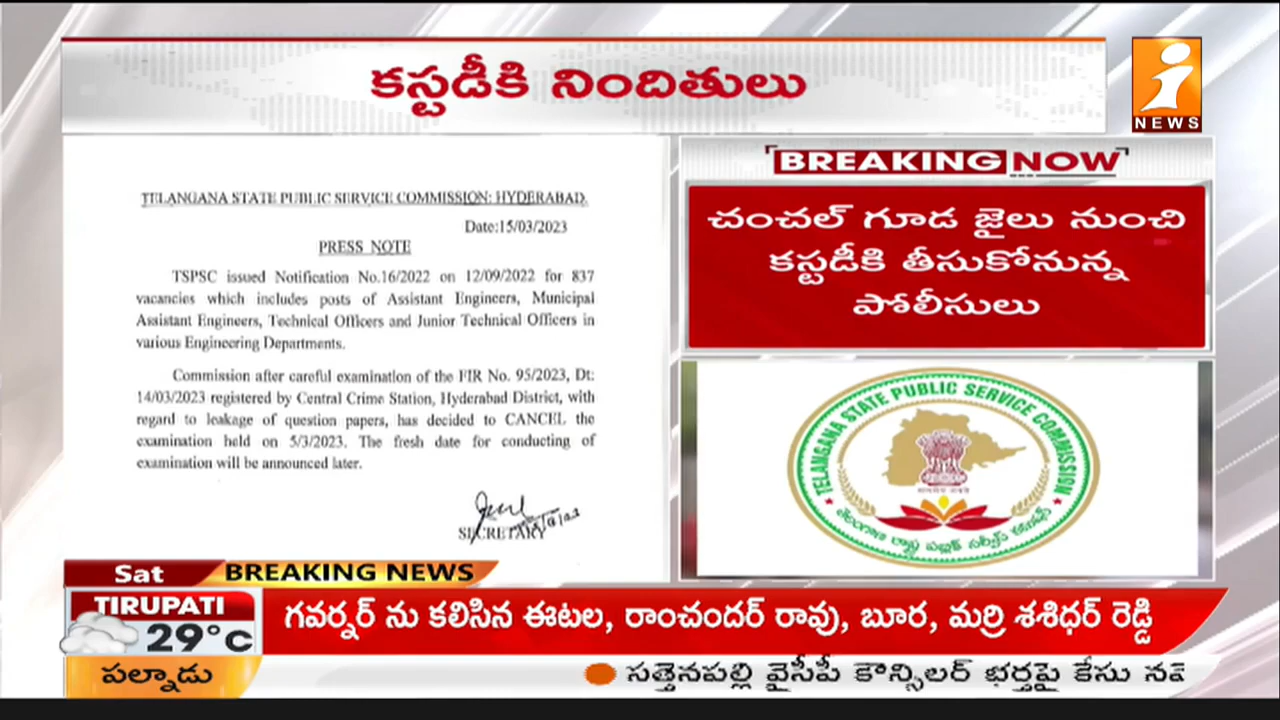 కస్టడీకి నిందితులు
i
NEWS
TELANGANA STATE PUBLIC SERVICE COMMISSION: HYDERABAD.
Date:15/03/2023
PRESS NOTE
TSPSC issued Notification No.16/2022 on 12/09/2022 for 837
vacancies which includes posts of Assistant Engineers, Municipal
Assistant Engineers, Technical Officers and Junior Technical Officers in
various Engineering Departments.
Commission after careful examination of the FIR No. 95/2023, Dt:
14/03/2023 registered by Central Crime Station, Hyderabad District, with
regard to leakage of question papers, has decided to CANCEL the
examination held on 5/3/2023. The fresh date for conducting of
examination will be announced later.
SECRETARY
BREAKING NOW
చంచల్ గూడ జైలు నుంచి
కస్టడీకి తీసుకోనున్న
పోలీసులు
TELANGANA STATE PUBLIC SERVICE COMMISSION
తెలంగాణ రాష్ట్ర పబ్లిక్ సర్వీస్ కమిషన్
Sat
BREAKING NEWS
TIRUPATI
29°C
గవర్నర్ ను కలిసిన ఈటల, రాంచందర్ రావు, బూర, మర్రి శశిధర్ రెడ్డి
పల్నాడు
సత్తెనపల్లి వైసీపీ కౌన్సిలర్ భర్తపై కేసు